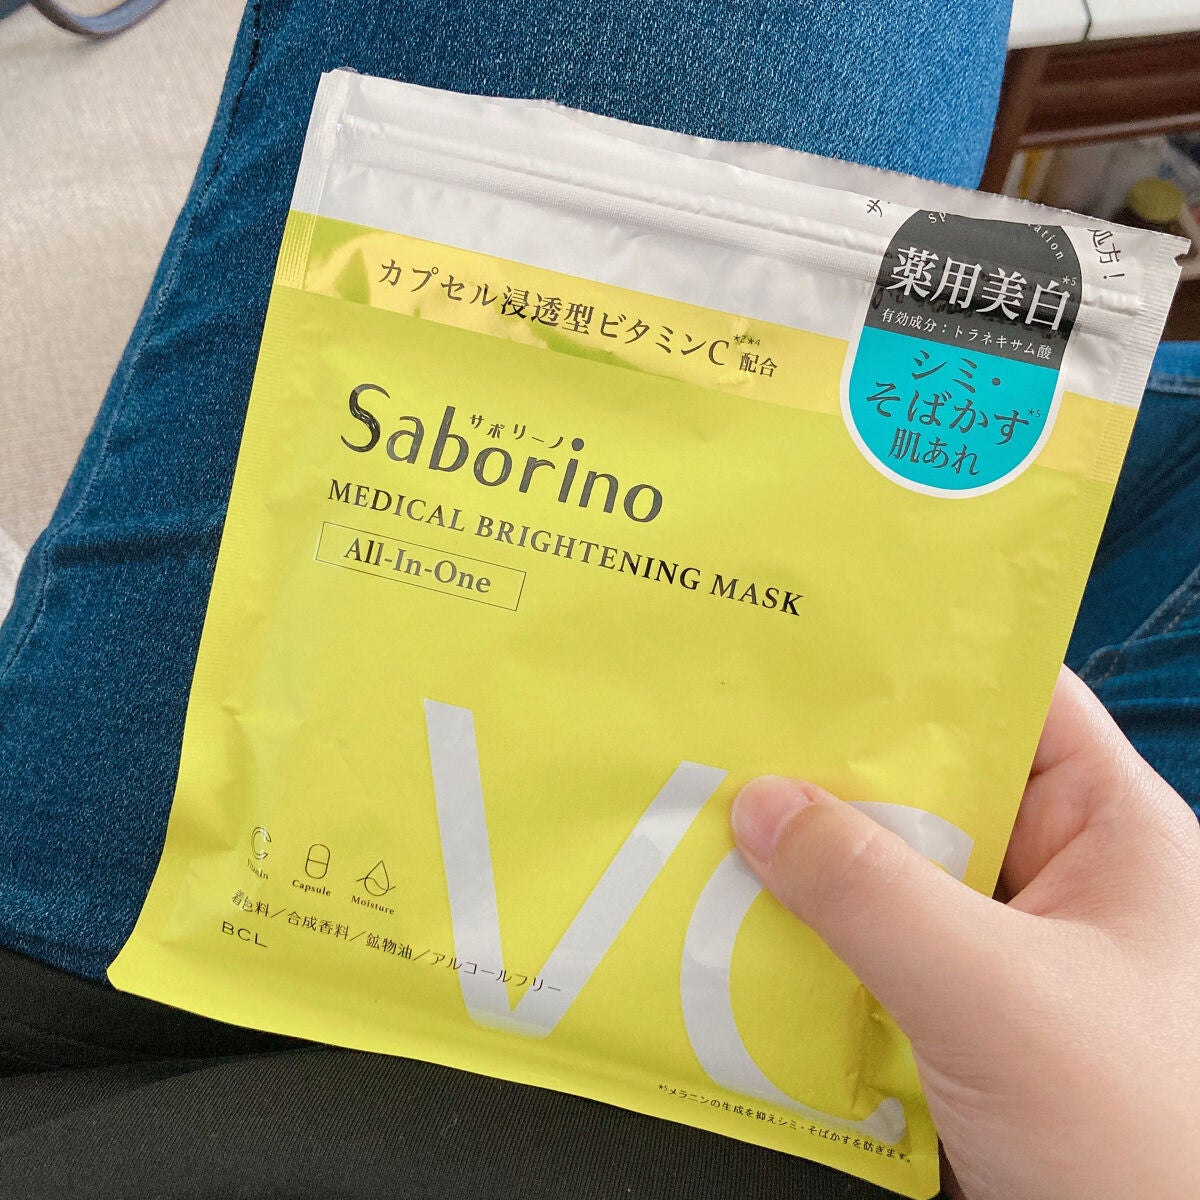 処方!
薬用美白*5
有効成分:トラネキサム酸
シミ・
そばかす*5
肌あれ
カプセル浸透型ビタミンC*2*4配合
サボリーノ
Saborino
MEDICAL BRIGHTENING MASK
All-In-One
VC
C
Capsule
Moisture
着色料/合成香料/鉱物油/アルコールフリー
BCL
*5メラニンの生成を抑えシミ・そばかすを防ぎます。